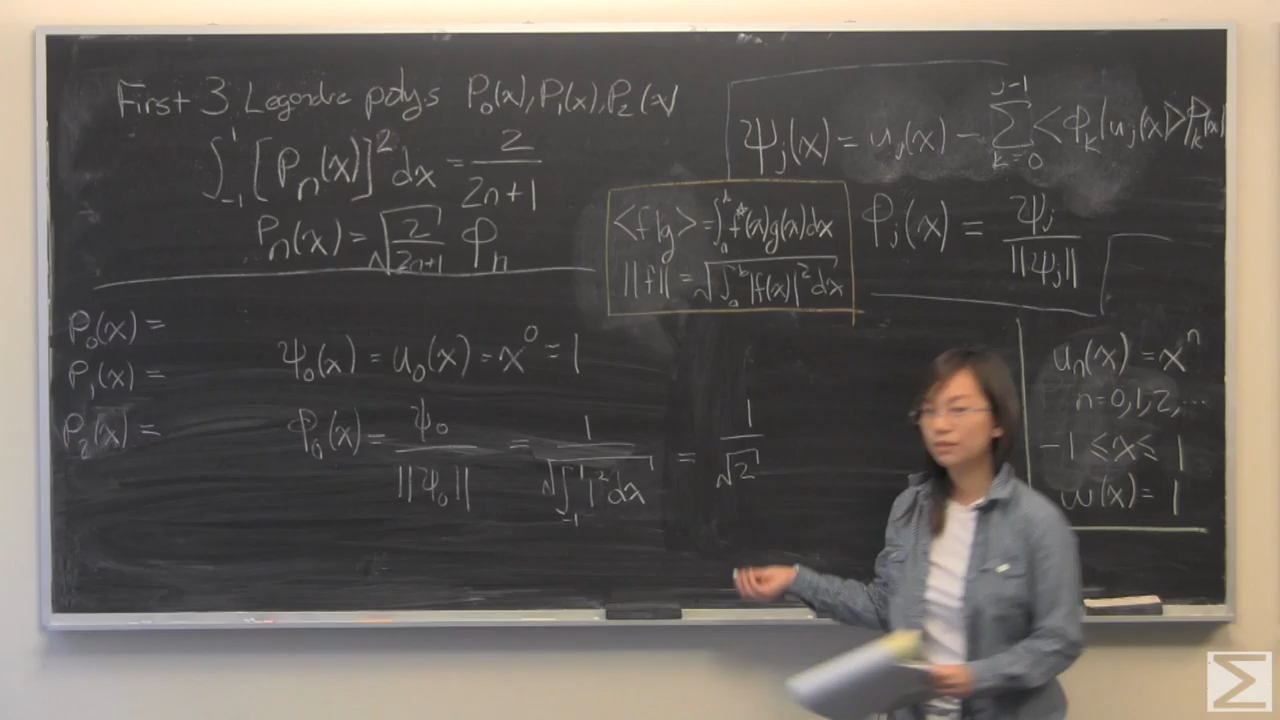 First 3 Legendre polys P₀(x), P₁(x), P₂(x)
∫₋₁¹ [Pₙ(x)]² dx = 2/(2n+1)
Pₙ(x) = √(2/(2n+1)) φₙ
ψⱼ(x) = uⱼ(x) - ∑ₖ₌₀ʲ⁻¹ <φₖ|uⱼ(x)>φₖ(x)
<f|g> = ∫ₐᵇ f*(x)g(x)dx
||f|| = √(∫ₐᵇ |f(x)|² dx)
φⱼ(x) = ψⱼ/||ψⱼ||
P₀(x) =
P₁(x) =
P₂(x) =
ψ₀(x) = u₀(x) = x⁰ = 1
φ₀(x) = ψ₀/||ψ₀|| = 1/√(∫₋₁¹ 1² dx) = 1/√2
uₙ(x) = xⁿ
n=0,1,2,...
-1 ≤ x ≤ 1
w(x) = 1
Σ